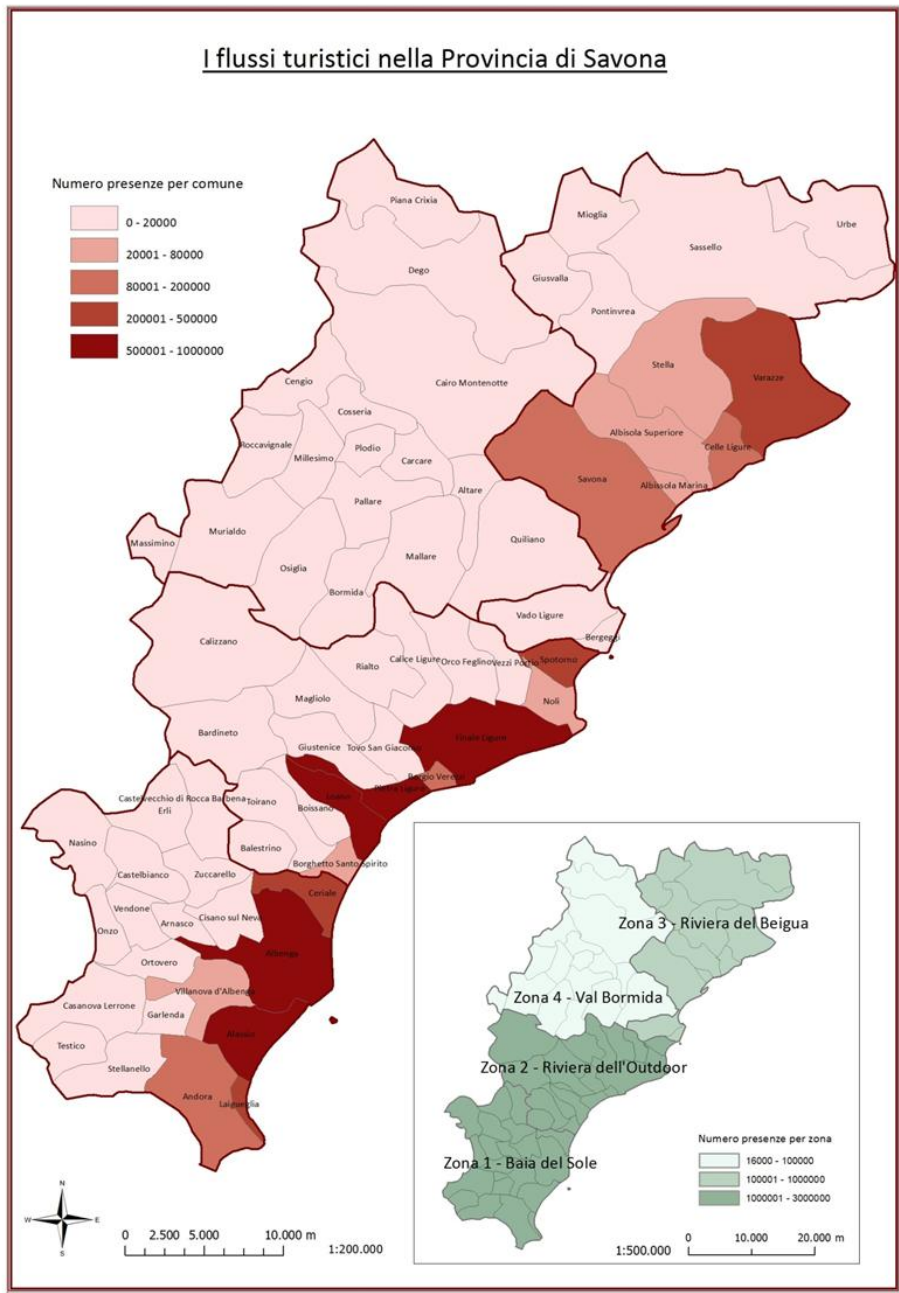 I flussi turistici nella Provincia di Savona
Numero presenze per comune
0 - 20000
20001 - 80000
80001 - 200000
200001 - 500000
500001 - 1000000
Piana Crixia
Mioglia
Urbe
Sassello
Dego
Giusvalla
Pontinvrea
Stella
Varazze
Cengio
Cairo Montenotte
Cosseria
Albisola Superiore
Roccavignale
Plodio
Celle Ligure
Millesimo
Carcare
Savona
Albissola Marina
Altare
Pallare
Murialdo
Quiliano
Massimino
Mallare
Osiglia
Bormida
Vado Ligure
Bergeggi
Calizzano
Rialto
Calice Ligure
Orco Feglino
Vezzi Portio
Spotorno
Magliolo
Noli
Bardineto
Giustenice
Tovo San Giacomo
Finale Ligure
Borgio Verezzi
Pietra Ligure
Loano
Castelvecchio di Rocca Barbena
Erli
Toirano
Boissano
Nasino
Balestrino
Borghetto Santo Spirito
Castelbianco
Zuccarello
Ceriale
Vendone
Onzo
Arnasco
Cisano sul Neva
Albenga
Ortovero
Villanova d'Albenga
Casanova Lerrone
Garlenda
Alassio
Testico
Stellanello
Andora
Laigueglia
Zona 3 - Riviera del Beigua
Zona 4 - Val Bormida
Zona 2 - Riviera dell'Outdoor
Zona 1 - Baia del Sole
Numero presenze per zona
16000 - 100000
100001 - 1000000
1000001 - 3000000
1:500.000
0 10.000 20.000 m
N
W E
S
0 2.500 5.000 10.000 m
1:200.000